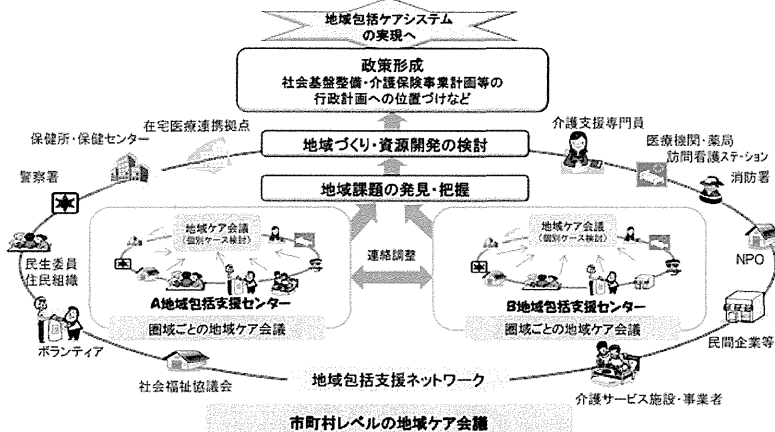 地域包括ケアシステム
の実現へ
政策形成
社会基盤整備・介護保険事業計画等の
行政計画への位置づけなど
在宅医療連携拠点
介護支援専門員
保健所・保健センター
地域づくり・資源開発の検討
医療機関・薬局
訪問看護ステーション
警察署
地域課題の発見・把握
消防署
地域ケア会議
（個別ケース検討）
地域ケア会議
（個別ケース検討）
連絡調整
民生委員
住民組織
NPO
A地域包括支援センター
B地域包括支援センター
圏域ごとの地域ケア会議
圏域ごとの地域ケア会議
ボランティア
民間企業等
社会福祉協議会
地域包括支援ネットワーク
介護サービス施設・事業者
市町村レベルの地域ケア会議